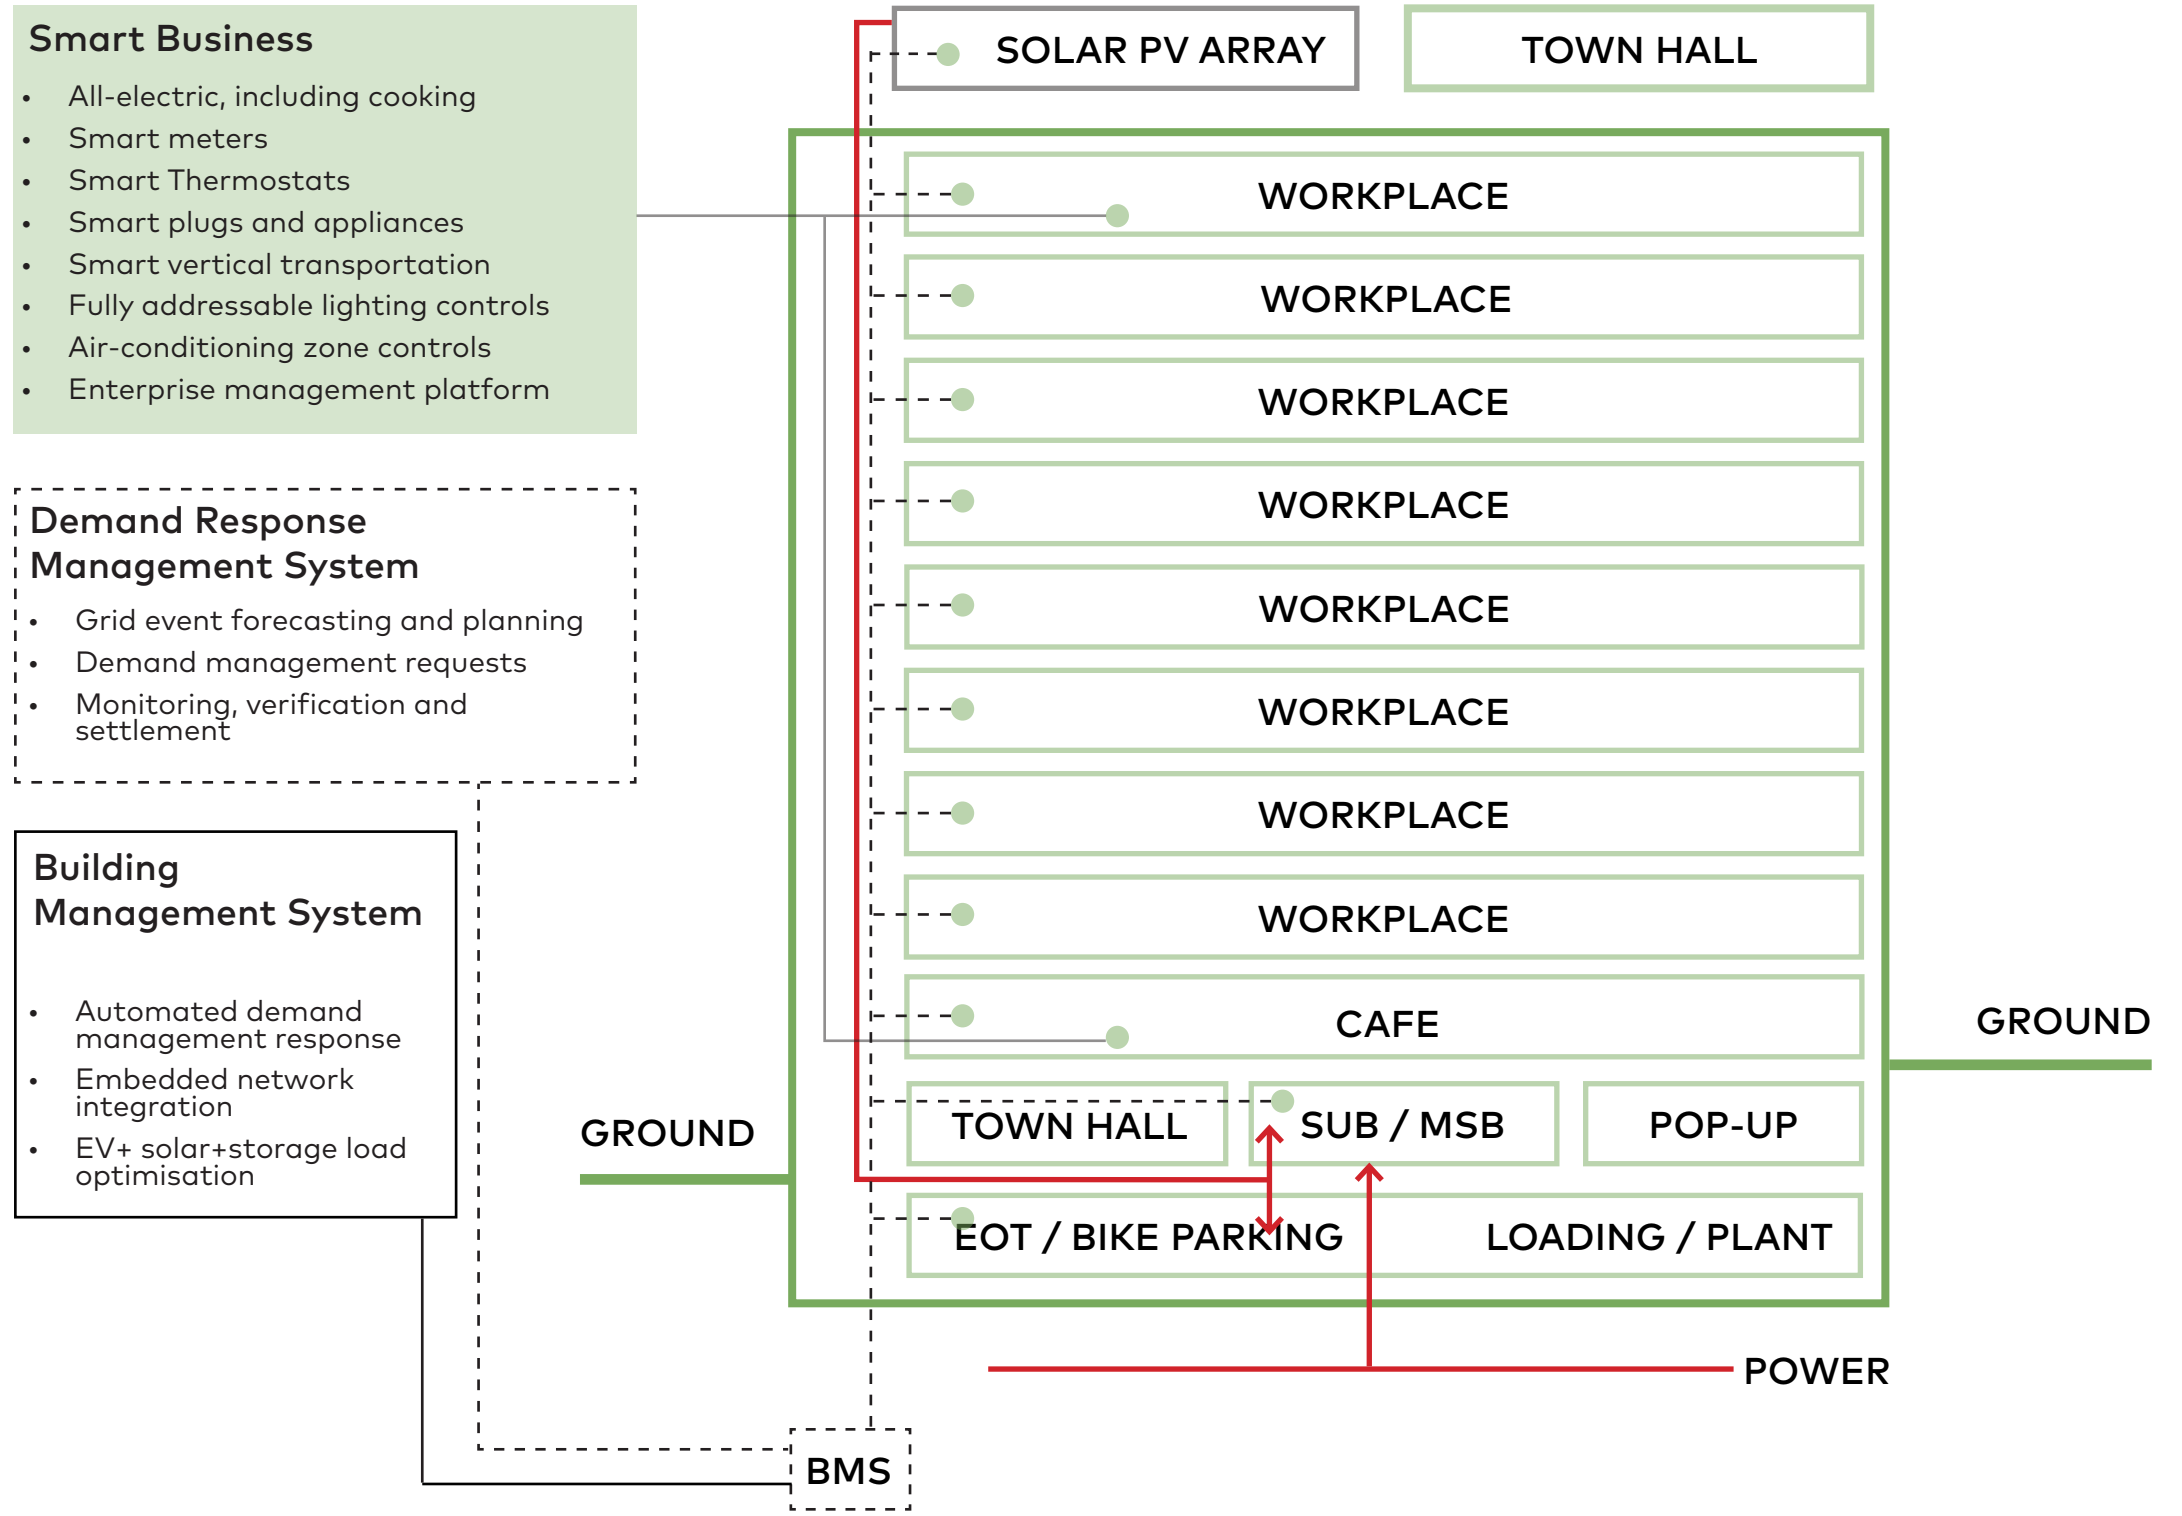 Smart Business
• All-electric, including cooking
• Smart meters
• Smart Thermostats
• Smart plugs and appliances
• Smart vertical transportation
• Fully addressable lighting controls
• Air-conditioning zone controls
• Enterprise management platform
Demand Response
Management System
• Grid event forecasting and planning
• Demand management requests
• Monitoring, verification and
settlement
Building
Management System
• Automated demand
management response
• Embedded network
integration
• EV+ solar+storage load
optimisation
SOLAR PV ARRAY
TOWN HALL
WORKPLACE
WORKPLACE
WORKPLACE
WORKPLACE
WORKPLACE
WORKPLACE
WORKPLACE
WORKPLACE
CAFE
GROUND
GROUND
TOWN HALL
SUB / MSB
POP-UP
EOT / BIKE PARKING
LOADING / PLANT
POWER
BMS